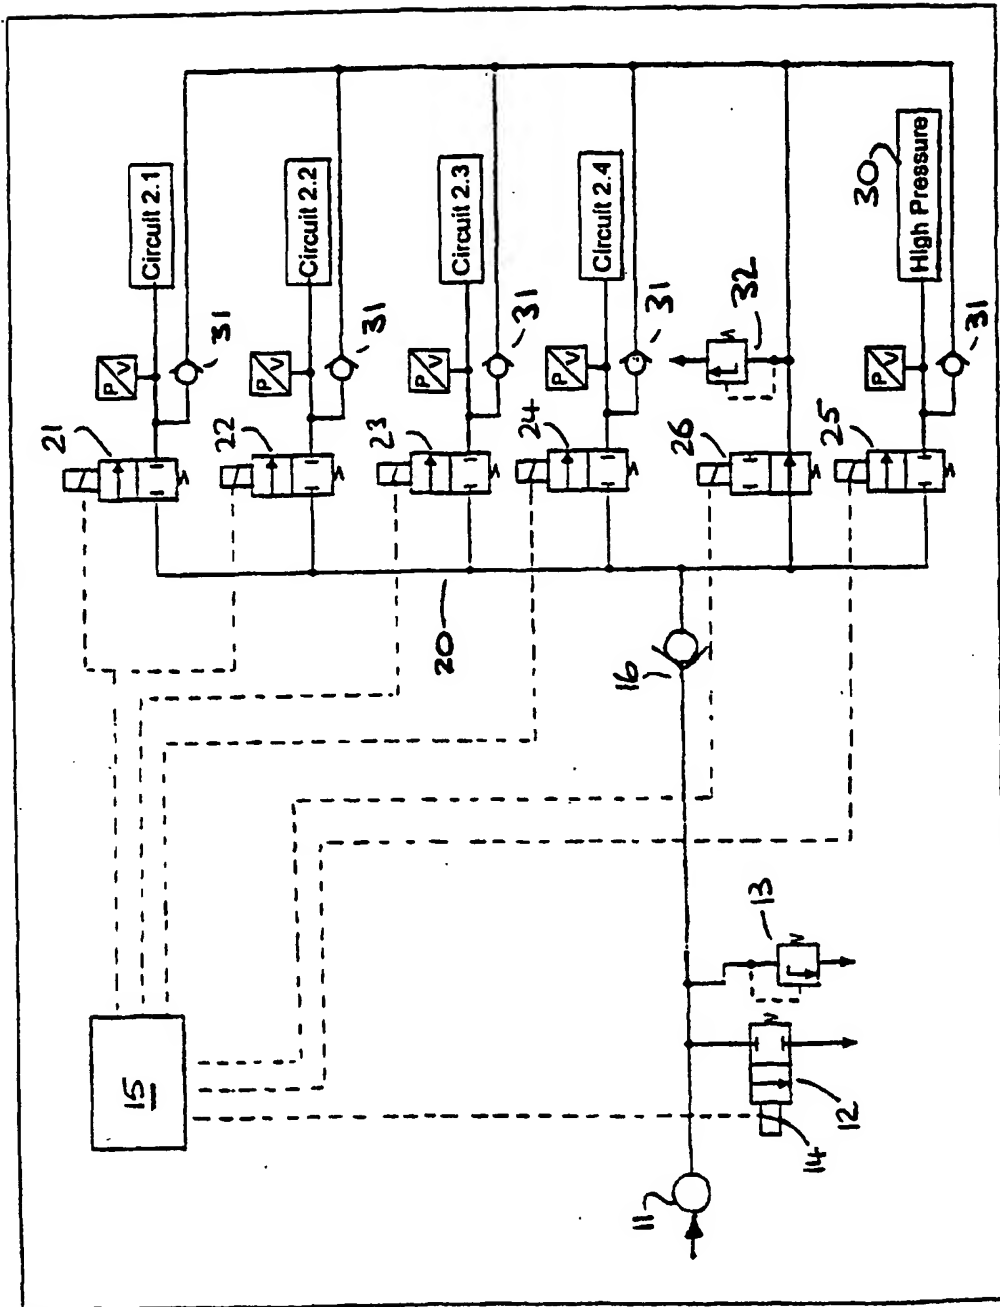 21
P/V
Circuit 2.1
31
22
P/V
Circuit 2.2
31
23
P/V
Circuit 2.3
31
24
P/V
Circuit 2.4
31
26
32
25
P/V
High Pressure
30
31
20
16
15
13
12
14
11